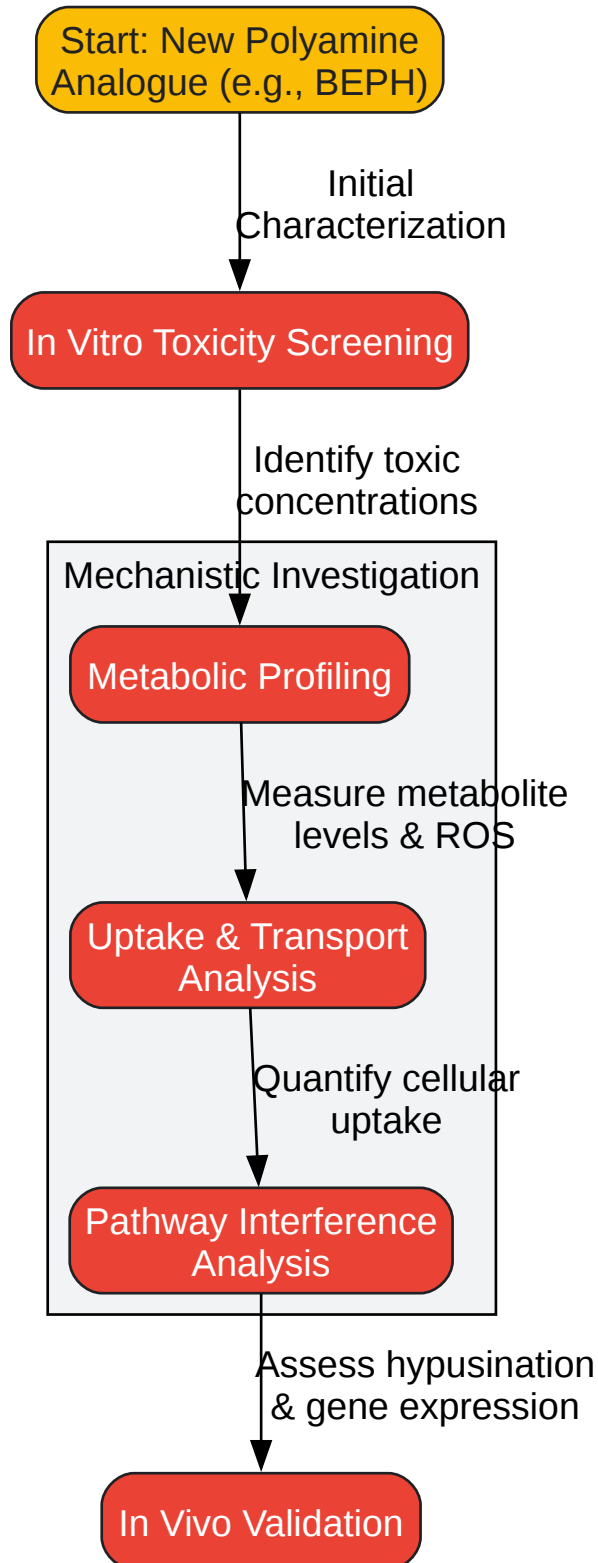 Start: New Polyamine
Analogue (e.g., BEPH)
Initial
Characterization
In Vitro Toxicity Screening
Identify toxic
concentrations
Mechanistic Investigation
Metabolic Profiling
Measure metabolite
levels & ROS
Uptake & Transport
Analysis
Quantify cellular
uptake
Pathway Interference
Analysis
Assess hypusination
& gene expression
In Vivo Validation